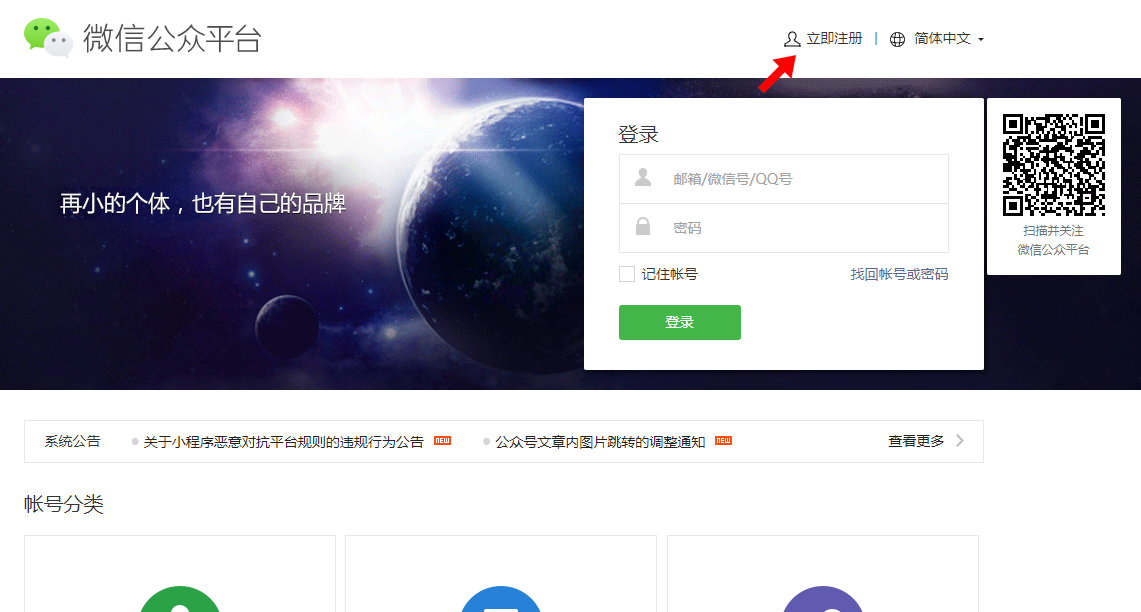 微信公众平台
立即注册 | 简体中文
登录
邮箱/微信号/QQ号
密码
记住帐号 找回帐号或密码
登录
再小的个体，也有自己的品牌
扫描并关注
微信公众平台
系统公告 关于小程序恶意对抗平台规则的违规行为公告 NEW 公众号文章内图片跳转的调整通知 NEW 查看更多
帐号分类